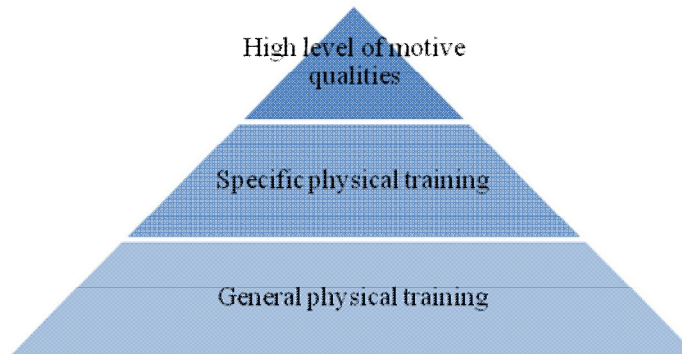 High level of motive
qualities
Specific physical training
General physical training